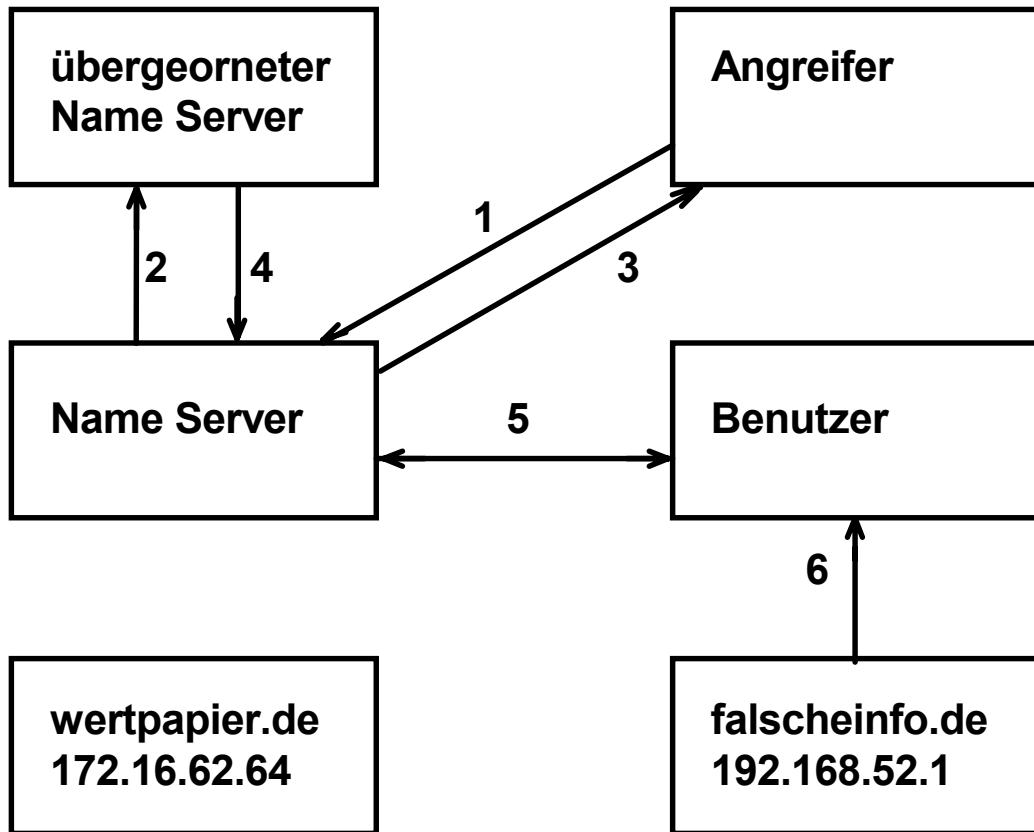 übergeorneter
Name Server
Angreifer
1
3
2
4
Name Server
5
Benutzer
6
wertpapier.de
172.16.62.64
falscheinfo.de
192.168.52.1